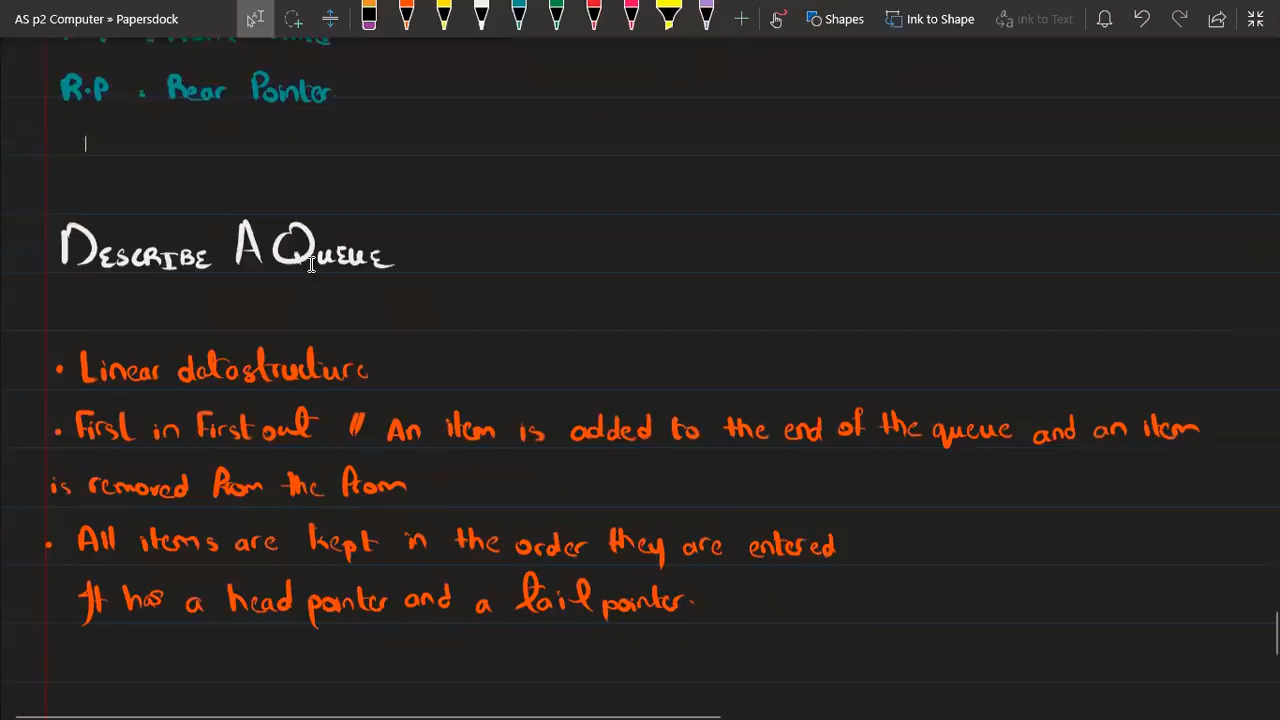 AS p2 Computer » Papersdock
Shapes
Ink to Shape
Ink to Text
R.P : Rear Pointer
DESCRIBE A QUEUE
• Linear datastructure
• First in First out // An item is added to the end of the queue and an item
is removed from the from
• All items are kept in the order they are entered
It has a head pointer and a tail pointer.